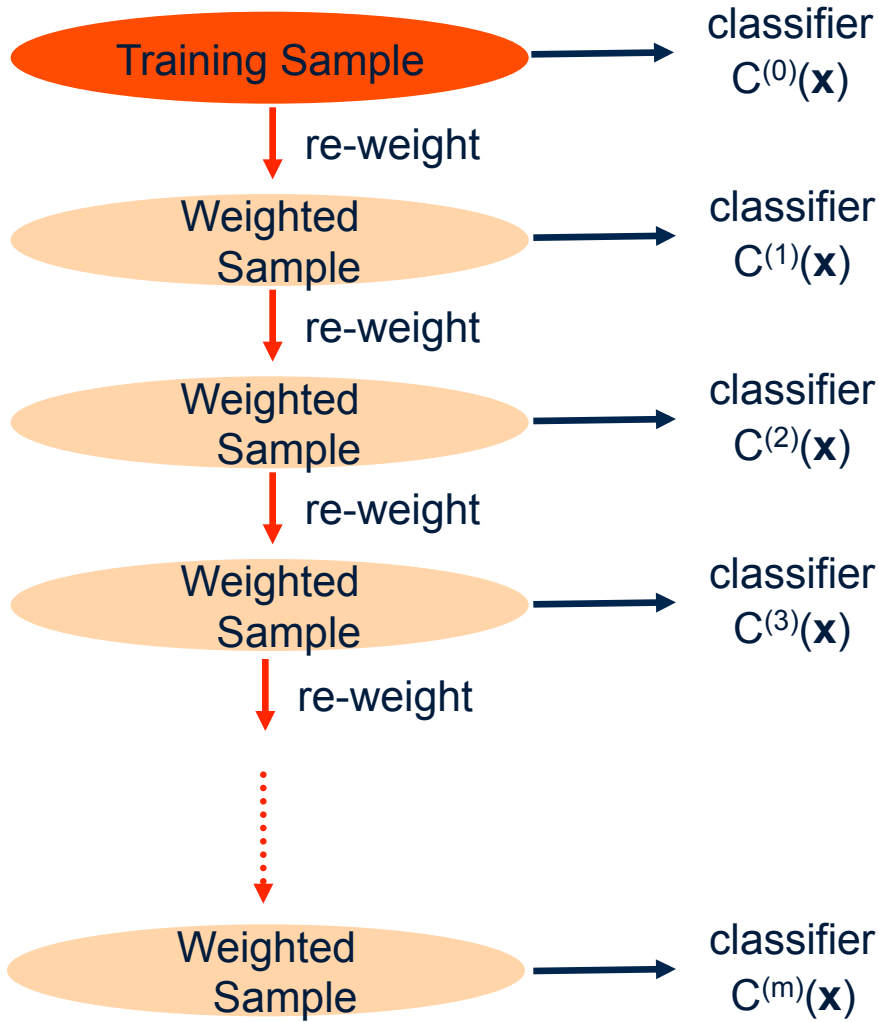 Training Sample
classifier
C⁽⁰⁾(x)
re-weight
Weighted
Sample
classifier
C⁽¹⁾(x)
re-weight
Weighted
Sample
classifier
C⁽²⁾(x)
re-weight
Weighted
Sample
classifier
C⁽³⁾(x)
re-weight
Weighted
Sample
classifier
C⁽ᵐ⁾(x)